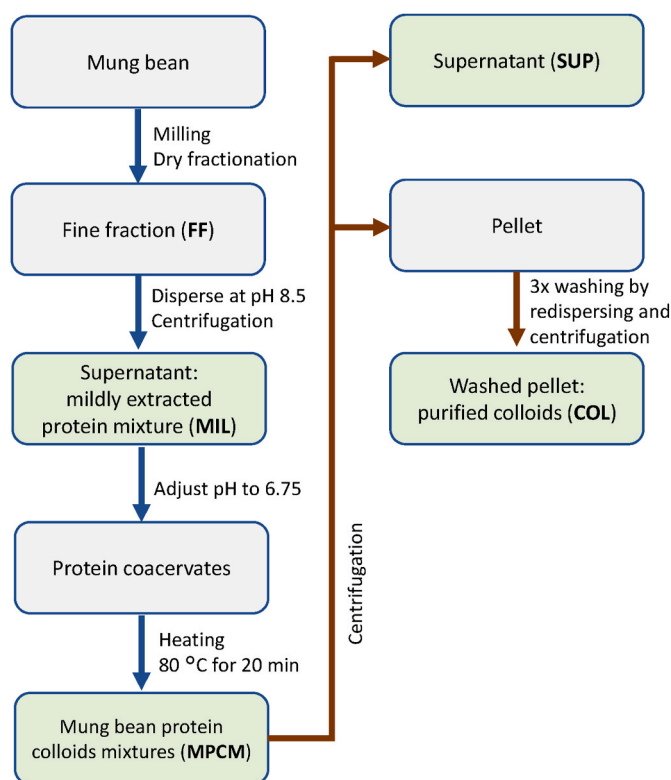 Mung bean
Milling
Dry fractionation
Fine fraction (FF)
Disperse at pH 8.5
Centrifugation
Supernatant:
mildly extracted
protein mixture (MIL)
Adjust pH to 6.75
Protein coacervates
Heating
80 °C for 20 min
Mung bean protein
colloids mixtures (MPCM)
Centrifugation
Supernatant (SUP)
Pellet
3x washing by
redispersing and
centrifugation
Washed pellet:
purified colloids (COL)